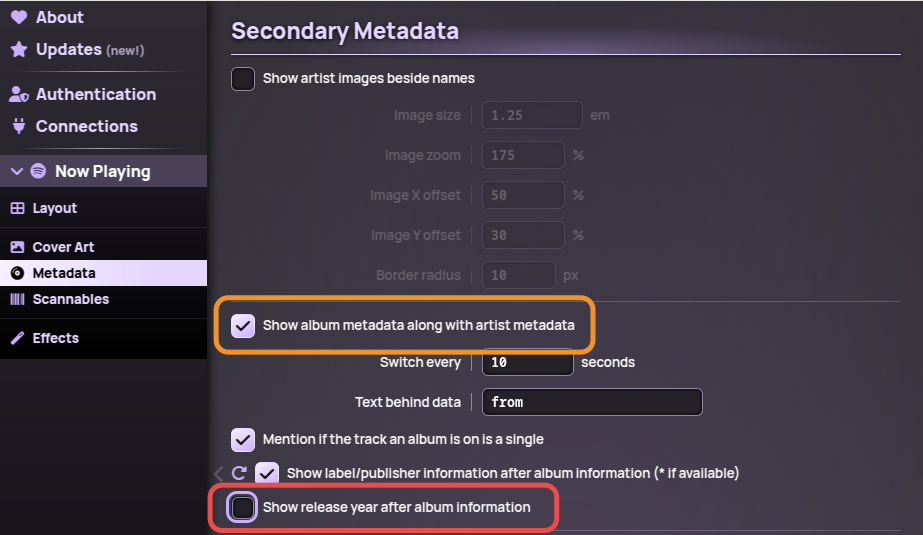 About
Updates (new!)
Authentication
Connections
Now Playing
Layout
Cover Art
Metadata
Scannables
Effects
Secondary Metadata
Show artist images beside names
Image size 1.25 em
Image zoom 175 %
Image X offset 50 %
Image Y offset 30 %
Border radius 10 px
Show album metadata along with artist metadata
Switch every 10 seconds
Text behind data from
Mention if the track an album is on is a single
Show label/publisher information after album information (* if available)
Show release year after album information